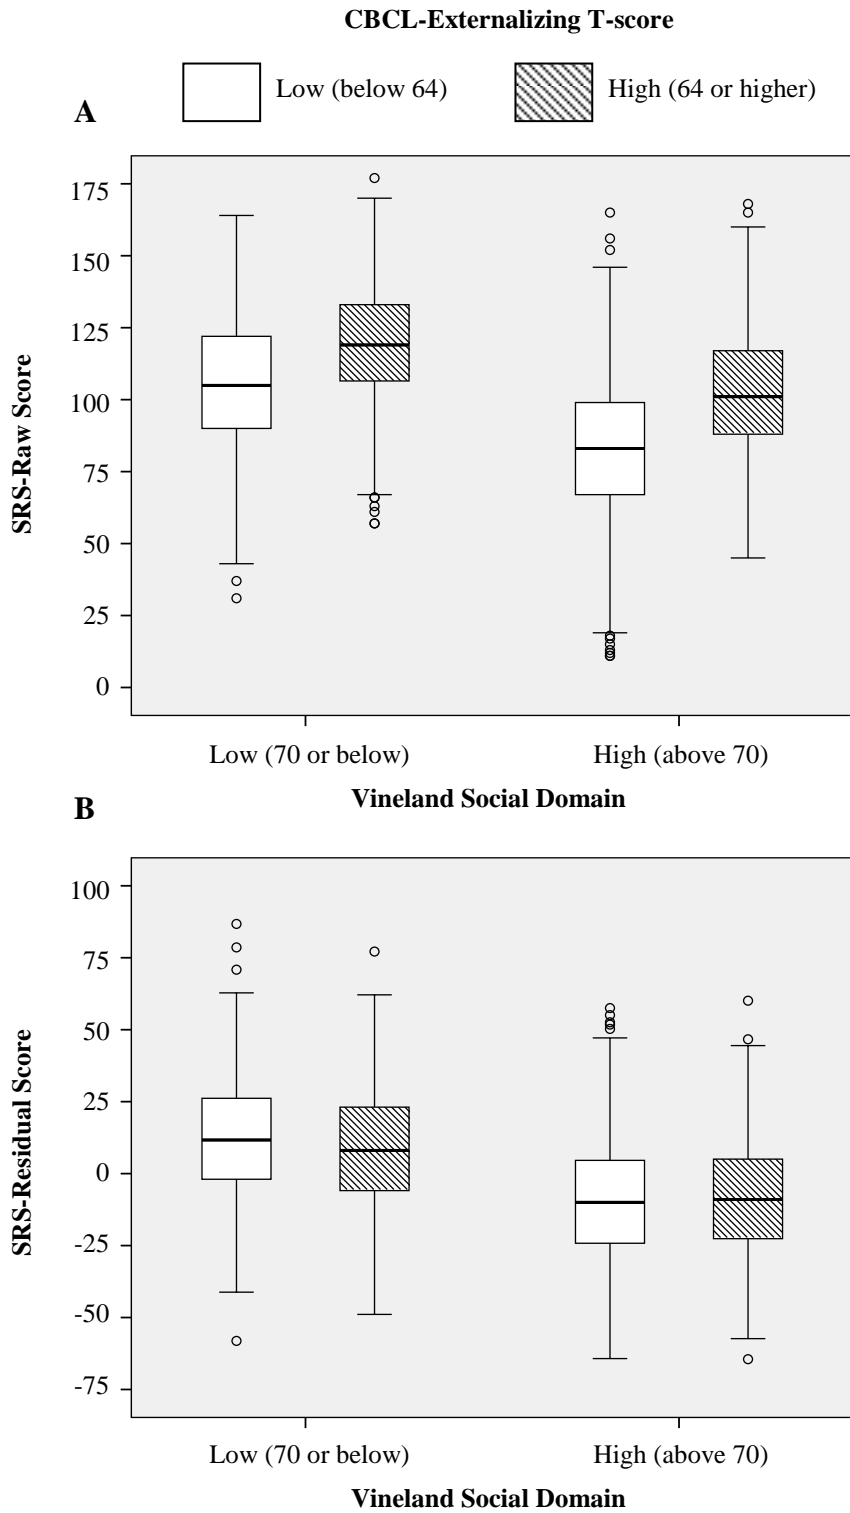 CBCL-Externalizing T-score
Low (below 64)
High (64 or higher)
A
175
150
125
100
75
50
25
0
SRS-Raw Score
Low (70 or below)
High (above 70)
Vineland Social Domain
B
100
75
50
25
0
-25
-50
-75
SRS-Residual Score
Low (70 or below)
High (above 70)
Vineland Social Domain